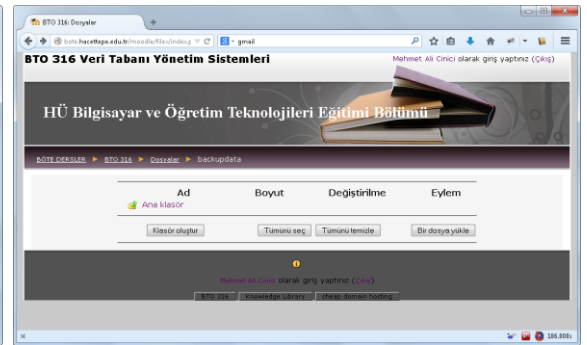 BTO 316: Dosyalar
bote.hacettepe.edu.tr/moodle/files/index.p
gmail
BTO 316 Veri Tabanı Yönetim Sistemleri
Mehmet Ali Cinici olarak giriş yaptınız (Çıkış)
HÜ Bilgisayar ve Öğretim Teknolojileri Eğitimi Bölümü
BÖTE DERSLER ► BTO 316 ► Dosyalar ► backupdata
Ad Boyut Değiştirilme Eylem
Ana klasör
Klasör oluştur Tümünü seç Tümünü temizle Bir dosya yükle
Mehmet Ali Cinici olarak giriş yaptınız (Çıkış)
BTO 316 Knowledge Library cheap domain hosting